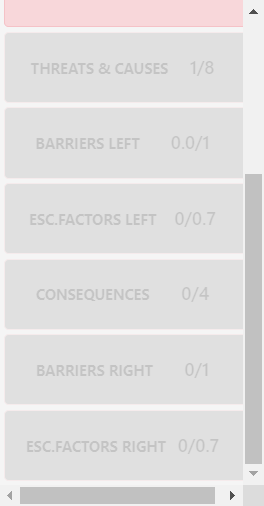 THREATS & CAUSES 1/8
BARRIERS LEFT 0.0/1
ESC.FACTORS LEFT 0/0.7
CONSEQUENCES 0/4
BARRIERS RIGHT 0/1
ESC.FACTORS RIGHT 0/0.7